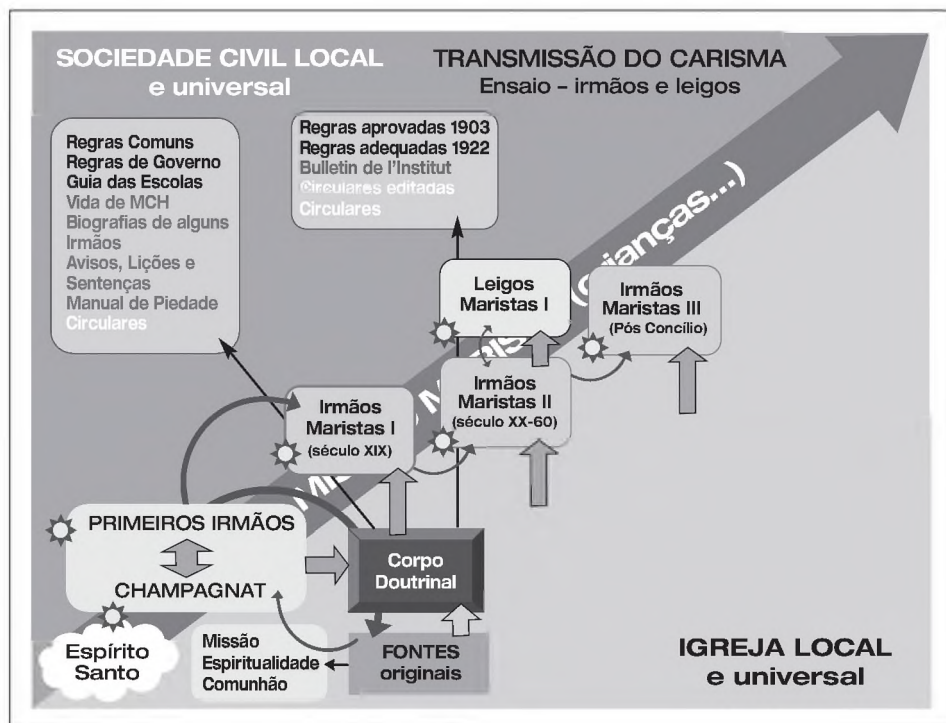 SOCIEDADE CIVIL LOCAL
e universal
TRANSMISSÃO DO CARISMA
Ensaio – irmãos e leigos
Regras Comuns
Regras de Governo
Guia das Escolas
Vida de MCH
Biografias de alguns
Irmãos
Avisos, Lições e
Sentenças
Manual de Piedade
Circulares
Regras aprovadas 1903
Regras adequadas 1922
Bulletin de l'Institut
Circulares editadas
Circulares
(crianças...)
Leigos
Maristas I
Irmãos
Maristas III
(Pós Concílio)
Irmãos
Maristas I
(século XIX)
Irmãos
Maristas II
(século XX-60)
PRIMEIROS IRMÃOS
CHAMPAGNAT
Corpo
Doutrinal
Espírito
Santo
Missão
Espiritualidade
Comunhão
FONTES
originais
IGREJA LOCAL
e universal